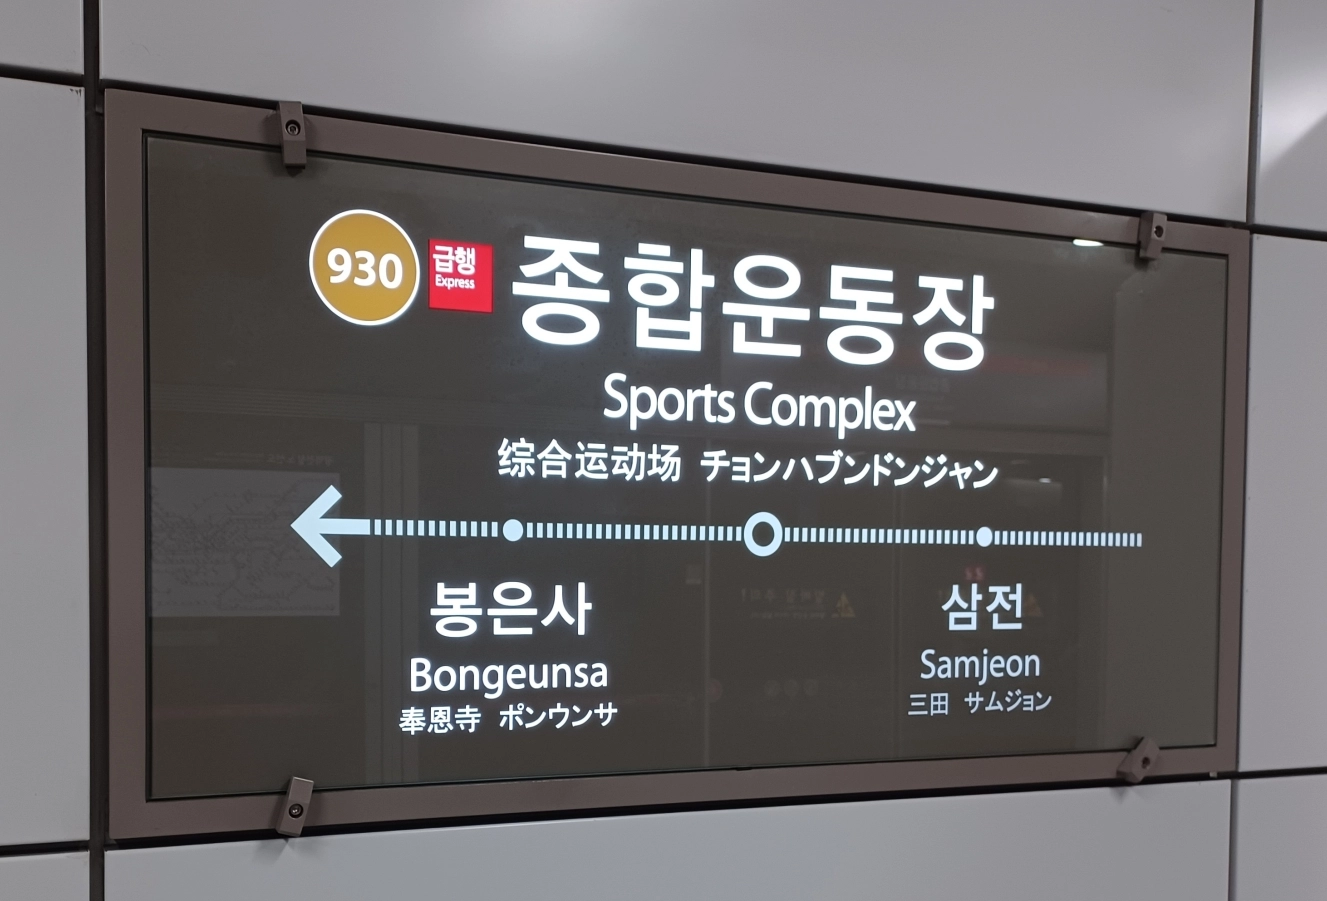 930 급행 종합운동장
Express
Sports Complex
综合运动场 チョンハブンドンジャン
봉은사
Bongeunsa
奉恩寺 ポンウンサ
삼전
Samjeon
三田 サムジョン